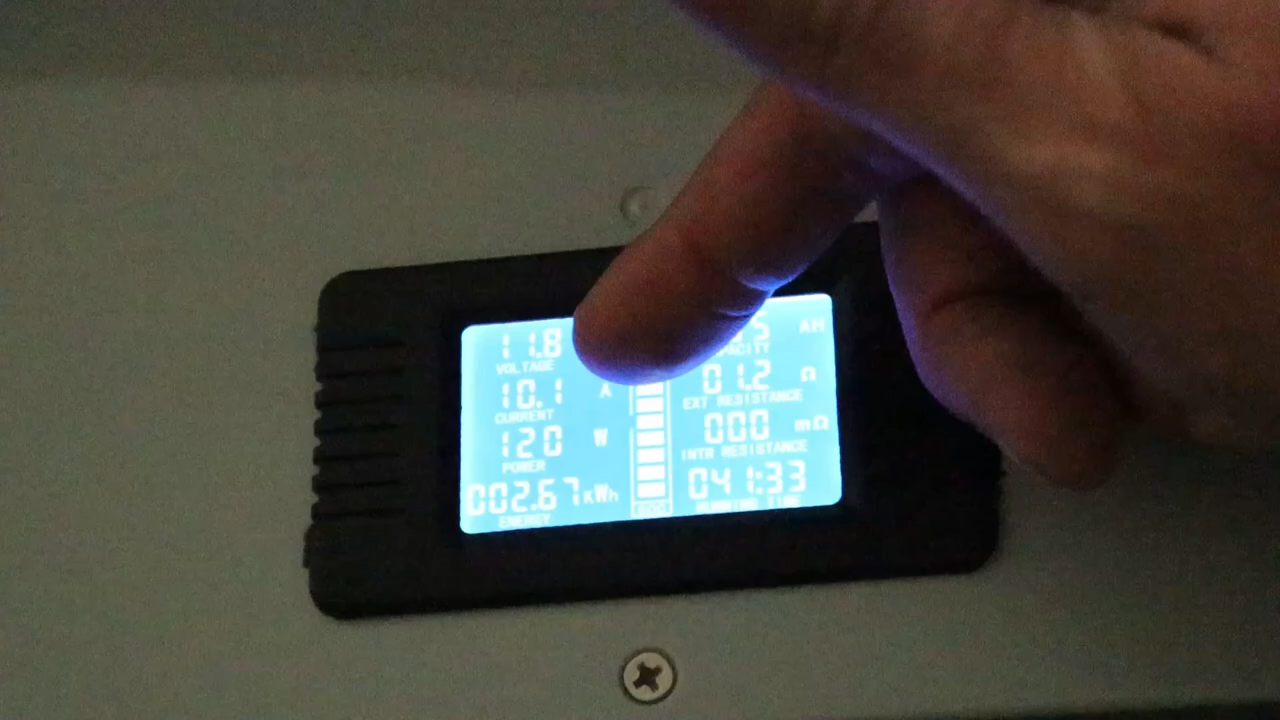 11.8
VOLTAGE
10.1 A
CURRENT
120 W
POWER
002.67 KWh
ENERGY
SOC
AH
01.2 Ω
EXT RESISTANCE
000 mΩ
INTR RESISTANCE
041:33
RUNNING TIME